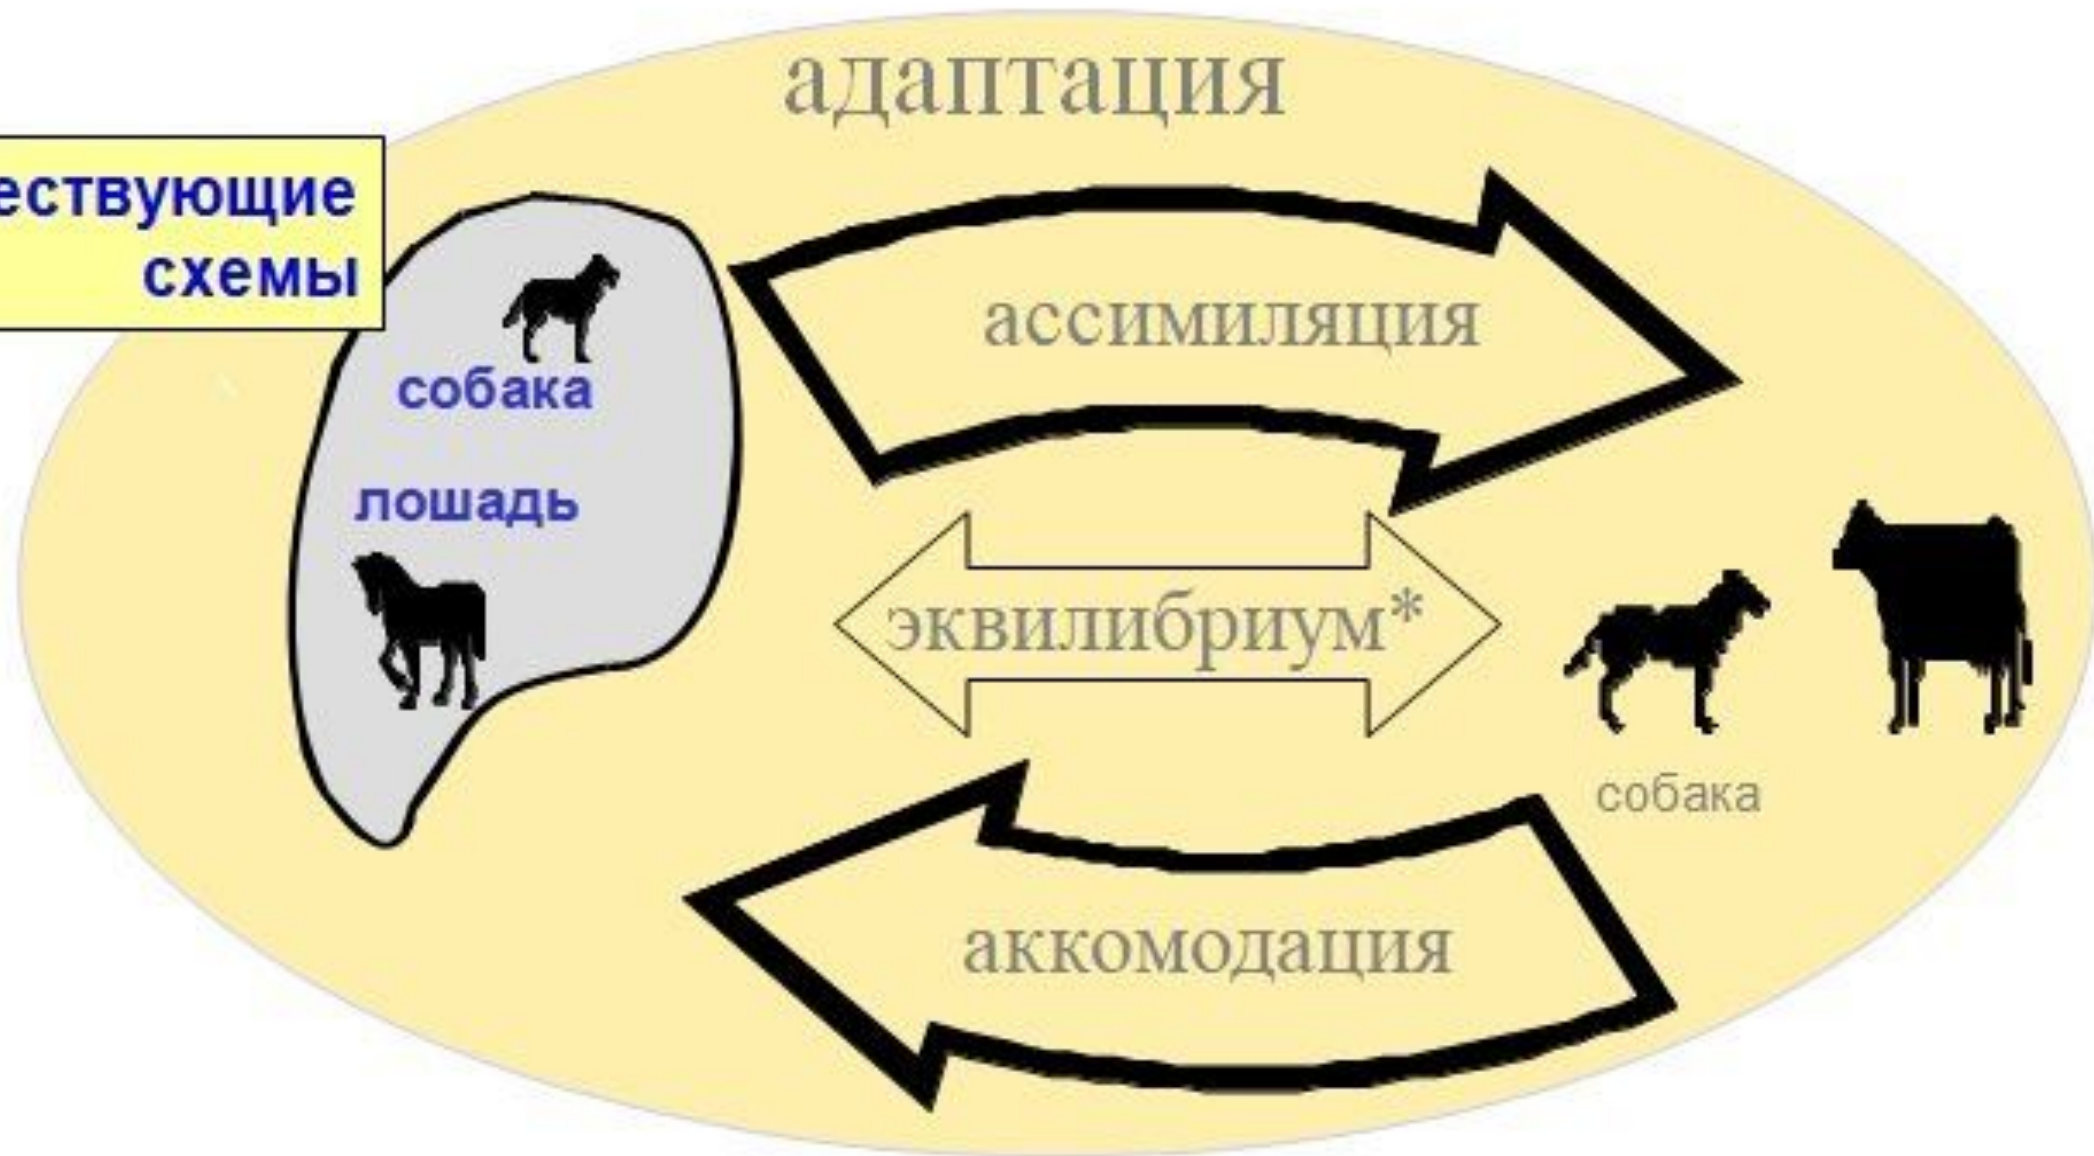 адаптация
ествующие
схемы
собака
лошадь
ассимиляция
эквилибриум*
собака
аккомодация